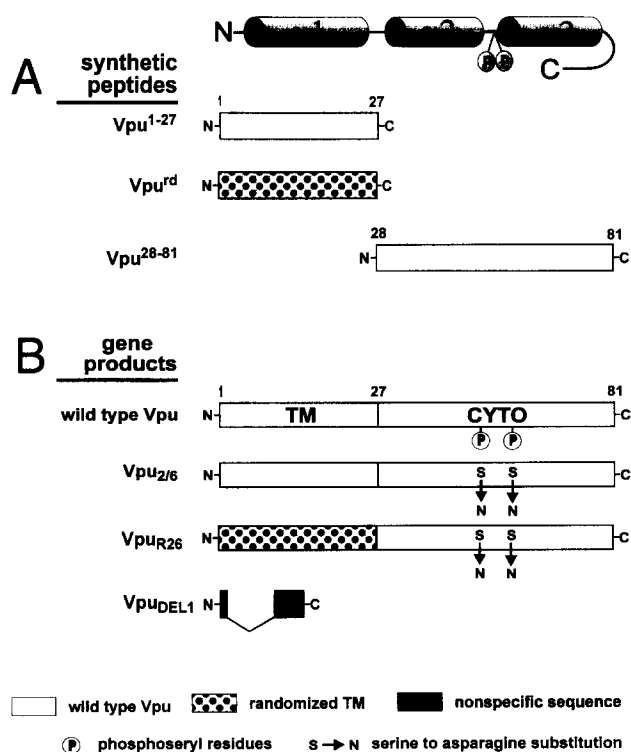 N 1 2 3
P P
C
A synthetic peptides
1 27
Vpu1-27 N C
Vpurd N C
28 81
Vpu28-81 N C
B gene products
1 27 81
wild type Vpu N TM CYTO C
P P
Vpu2/6 N S S C
N N
VpuR26 N S S C
N N
VpuDEL1 N C
wild type Vpu randomized TM nonspecific sequence
P phosphoseryl residues S → N serine to asparagine substitution